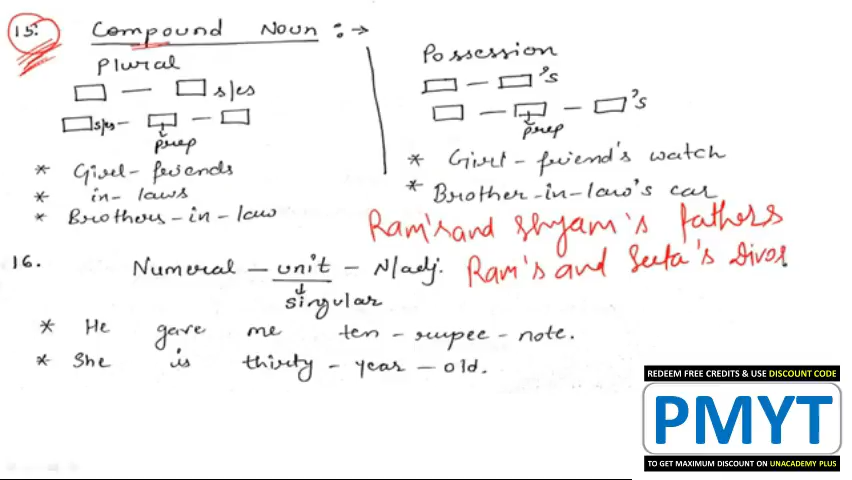 15. Compound Noun :→
Plural
▭ — ▭ s/es
▭s/es — ▭ — ▭
prep
* Girl-friends
* in-laws
* Brothers-in-law
Possession
▭ — ▭'s
▭ — ▭ — ▭'s
prep
* Girl-friend's watch
* Brother-in-law's car
Ram's and Shyam's fathers
Ram's and Seeta's Divos
16. Numeral — unit — N/adj.
singular
* He gave me ten-rupee-note.
* She is thirty-year-old.
REDEEM FREE CREDITS & USE DISCOUNT CODE
PMYT
TO GET MAXIMUM DISCOUNT ON UNACADEMY PLUS